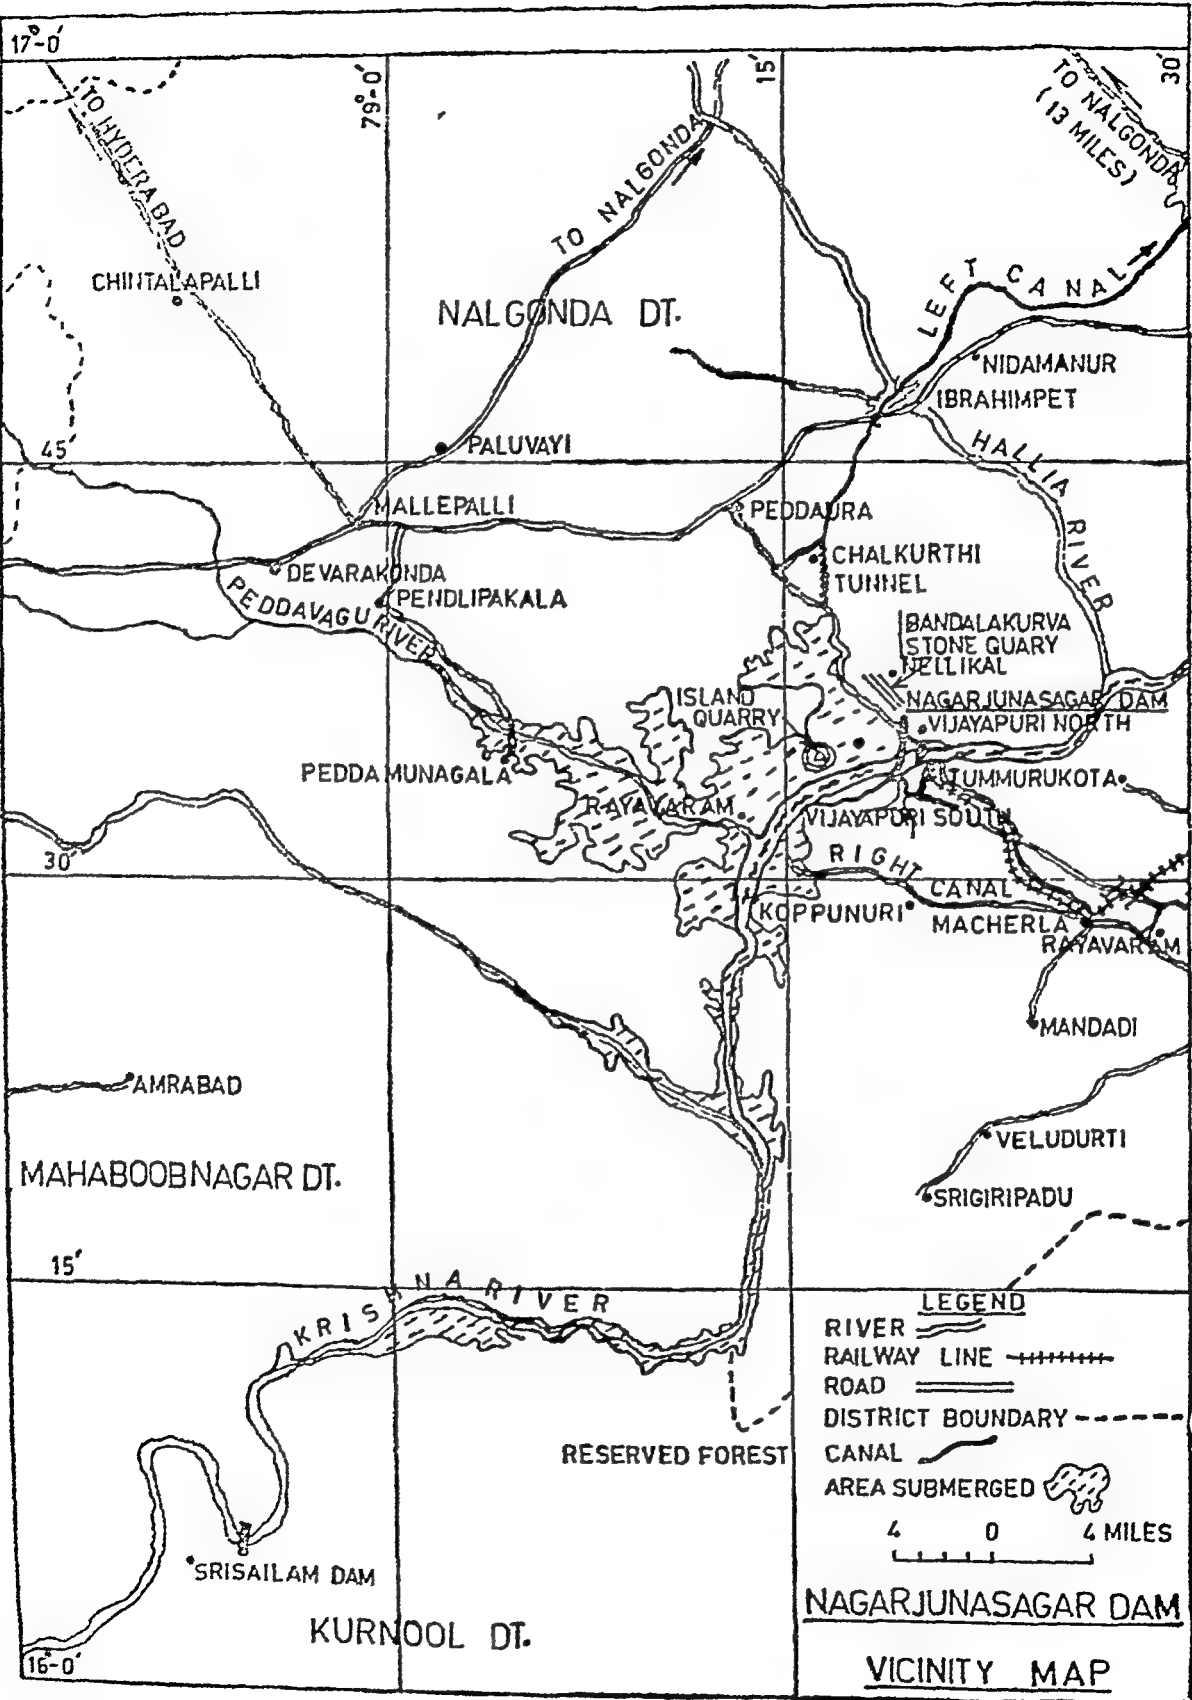 17°-0'
79°-0'
15'
30'
TO HYDERABAD
TO NALGONDA
TO NALGONDA
(13 MILES)
CHINTALAPALLI
NALGONDA DT.
LEFT CANAL
NIDAMANUR
IBRAHIMPET
HALLIA RIVER
45'
PALUVAYI
MALLEPALLI
PEDDAURA
DEVARAKONDA
CHALKURTHI
TUNNEL
PENDLIPAKALA
PEDDAVAGU RIVER
BANDALAKURVA
STONE QUARY
NELLIKAL
ISLAND
QUARRY
NAGARJUNASAGAR DAM
VIJAYAPURI NORTH
PEDDAMUNAGALA
TUMMURUKOTA
RAYAVARAM
VIJAYAPURI SOUTH
30'
RIGHT CANAL
KOPPUNURI
MACHERLA
RAYAVARAM
MANDADI
AMRABAD
VELUDURTI
MAHABOOBNAGAR DT.
SRIGIRIPADU
15'
KRISHNA RIVER
RESERVED FOREST
SRISAILAM DAM
KURNOOL DT.
16°-0'
LEGEND
RIVER
RAILWAY LINE
ROAD
DISTRICT BOUNDARY
CANAL
AREA SUBMERGED
4 0 4 MILES
NAGARJUNASAGAR DAM
VICINITY MAP